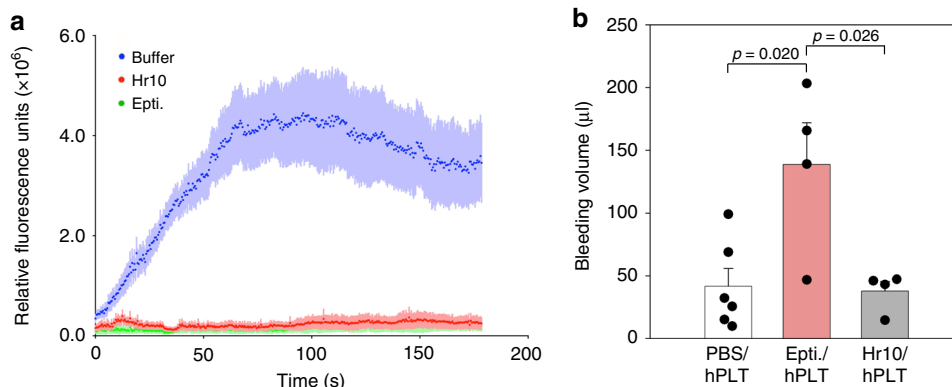 a
Relative fluorescence units (×10⁶)
6.0
4.0
2.0
0.0
Buffer
Hr10
Epti.
0
50
100
150
200
Time (s)
b
Bleeding volume (µl)
250
200
150
100
50
0
p = 0.020
p = 0.026
PBS/
hPLT
Epti./
hPLT
Hr10/
hPLT